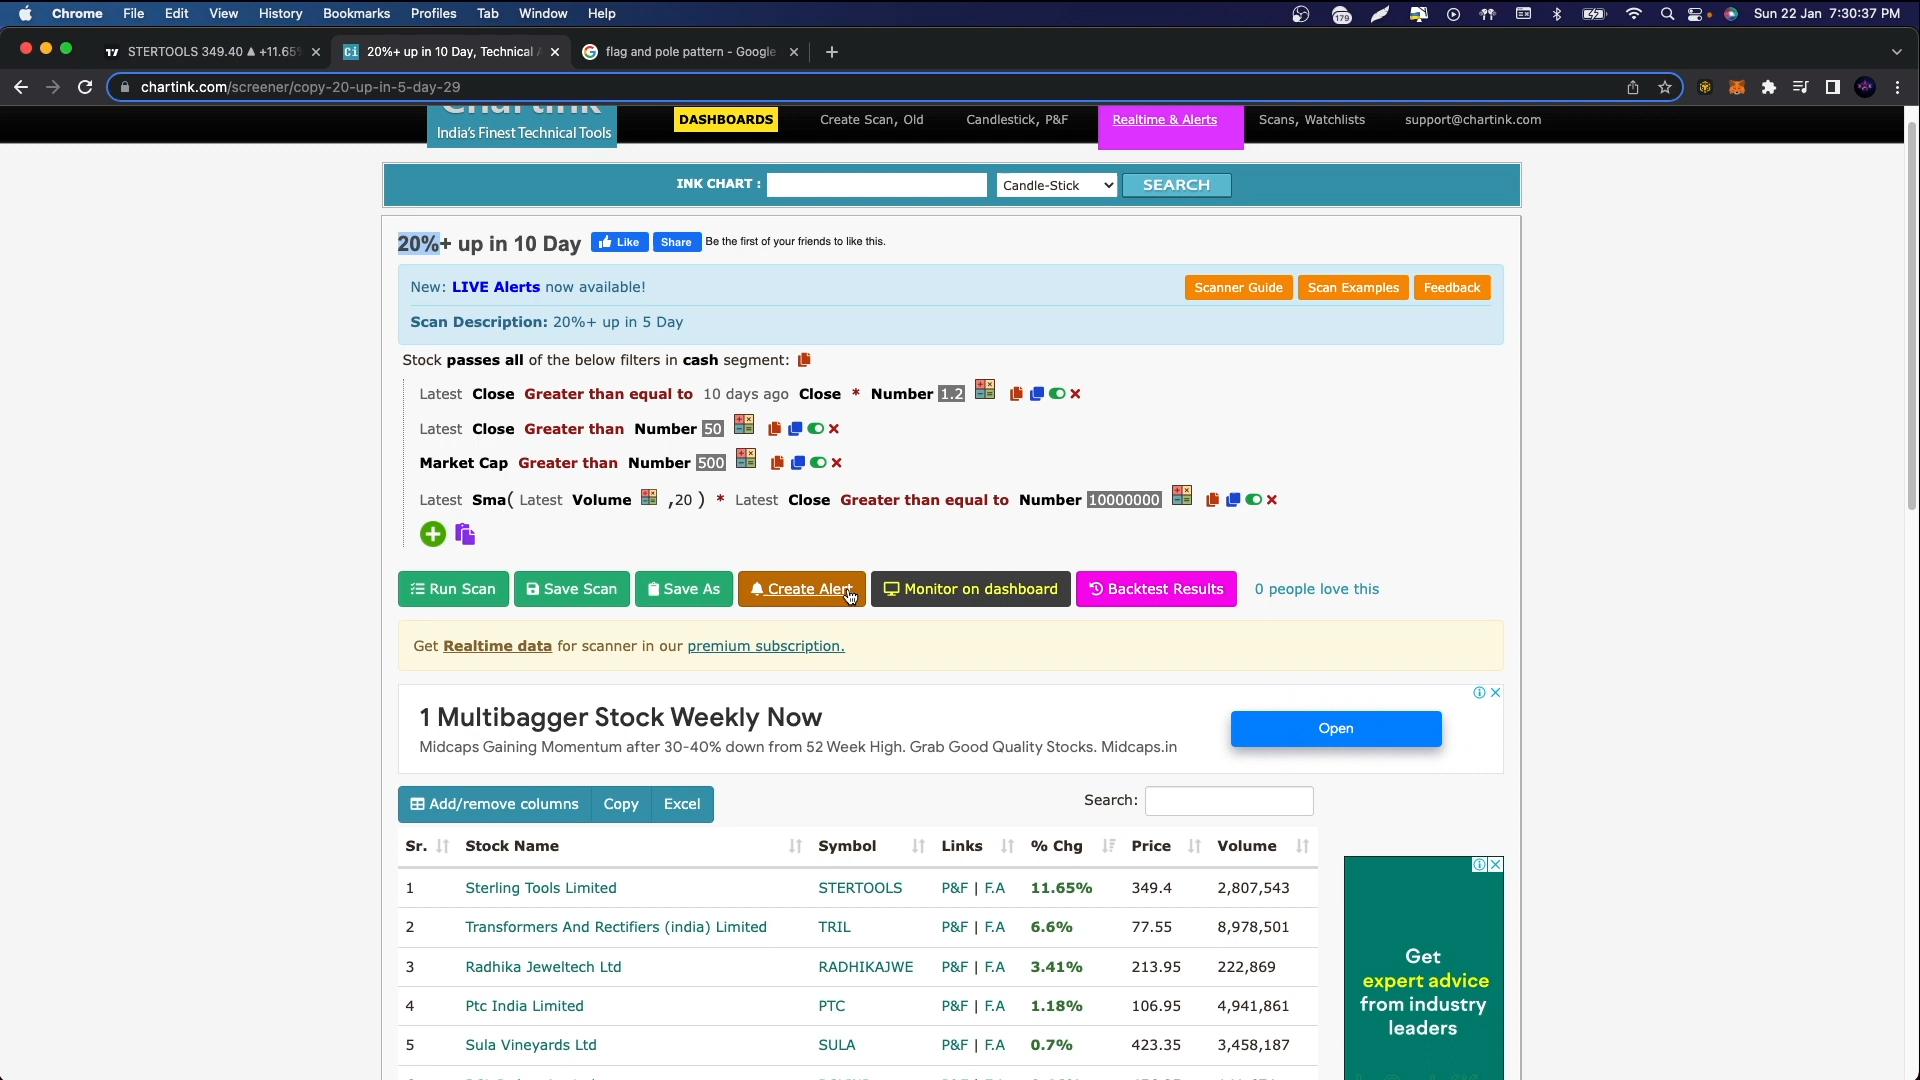 Chrome File Edit View History Bookmarks Profiles Tab Window Help 179 Sun 22 Jan 7:30:37 PM
STERTOOLS 349.40 ▲ +11.65 Ci 20%+ up in 10 Day, Technical flag and pole pattern - Google
chartink.com/screener/copy-20-up-in-5-day-29
Chartink
India's Finest Technical Tools
DASHBOARDS Create Scan, Old Candlestick, P&F Realtime & Alerts Scans, Watchlists support@chartink.com
INK CHART : Candle-Stick SEARCH
20%+ up in 10 Day Like Share Be the first of your friends to like this.
New: LIVE Alerts now available! Scanner Guide Scan Examples Feedback
Scan Description: 20%+ up in 5 Day
Stock passes all of the below filters in cash segment:
Latest Close Greater than equal to 10 days ago Close * Number 1.2
Latest Close Greater than Number 50
Market Cap Greater than Number 500
Latest Sma( Latest Volume ,20 ) * Latest Close Greater than equal to Number 10000000
Run Scan Save Scan Save As Create Alert Monitor on dashboard Backtest Results 0 people love this
Get Realtime data for scanner in our premium subscription.
1 Multibagger Stock Weekly Now
Midcaps Gaining Momentum after 30-40% down from 52 Week High. Grab Good Quality Stocks. Midcaps.in
Open
Add/remove columns Copy Excel Search:
Sr. Stock Name Symbol Links % Chg Price Volume
1 Sterling Tools Limited STERTOOLS P&F | F.A 11.65% 349.4 2,807,543
2 Transformers And Rectifiers (india) Limited TRIL P&F | F.A 6.6% 77.55 8,978,501
3 Radhika Jeweltech Ltd RADHIKAJWE P&F | F.A 3.41% 213.95 222,869
4 Ptc India Limited PTC P&F | F.A 1.18% 106.95 4,941,861
5 Sula Vineyards Ltd SULA P&F | F.A 0.7% 423.35 3,458,187
Get
expert advice
from industry
leaders